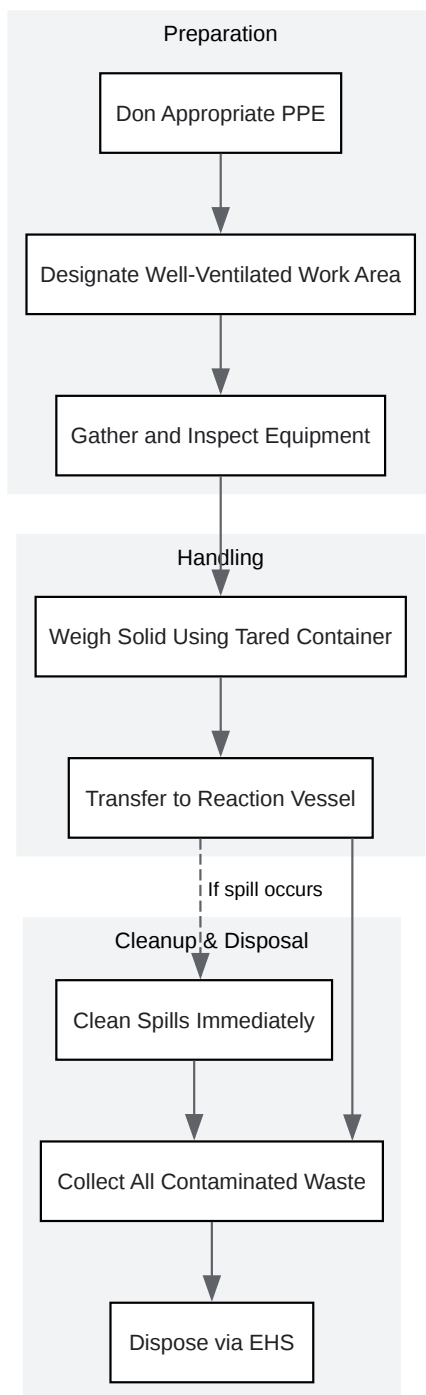 Preparation
Don Appropriate PPE
Designate Well-Ventilated Work Area
Gather and Inspect Equipment
Handling
Weigh Solid Using Tared Container
Transfer to Reaction Vessel
If spill occurs
Cleanup & Disposal
Clean Spills Immediately
Collect All Contaminated Waste
Dispose via EHS